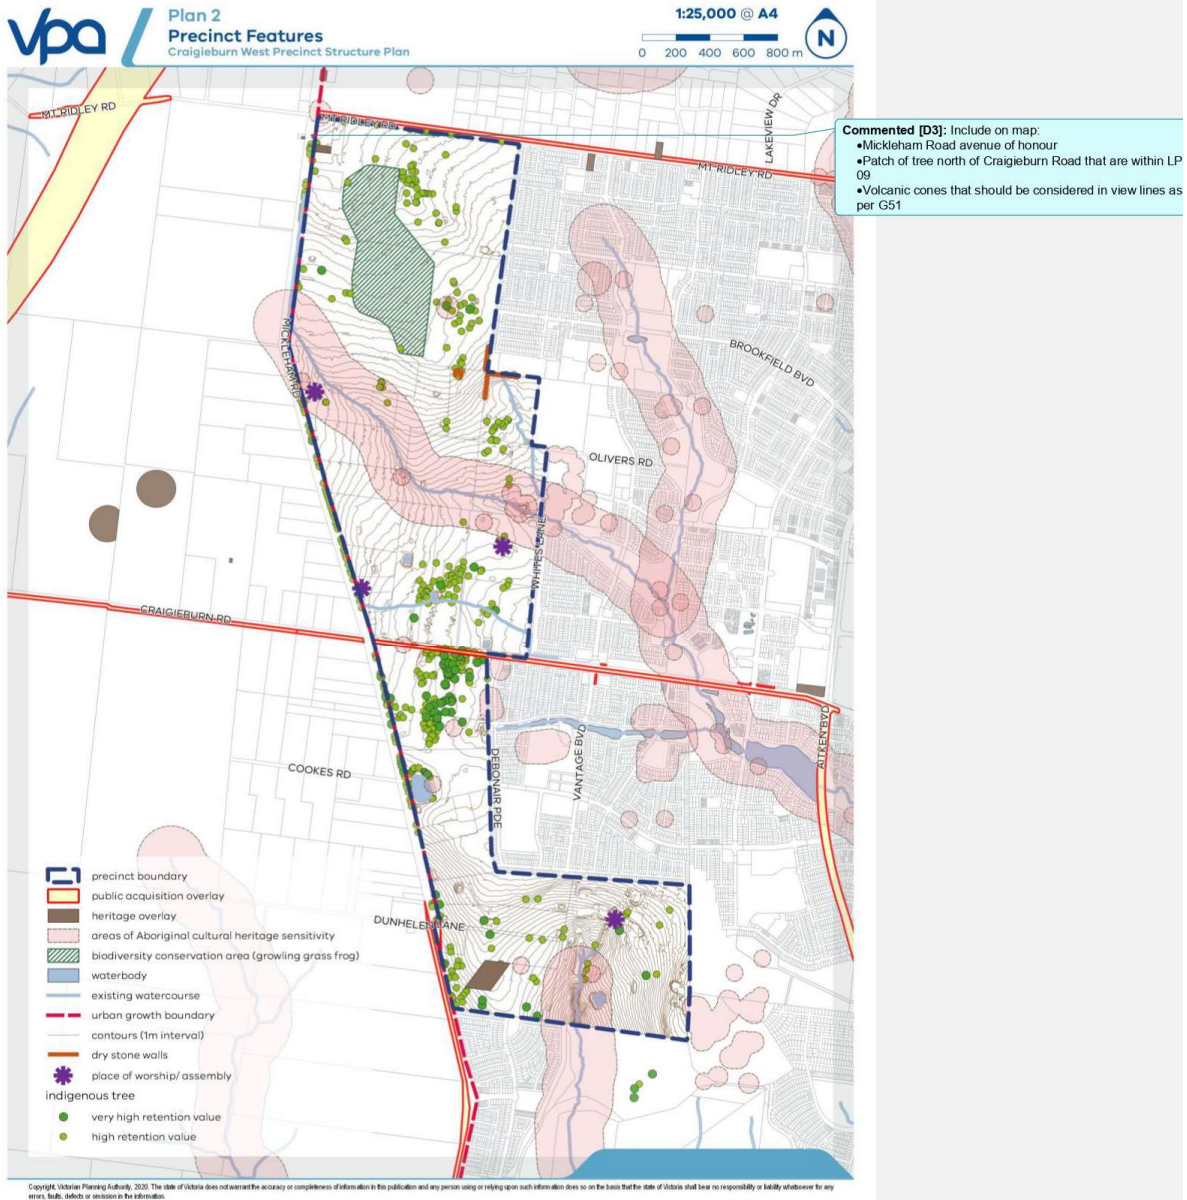 vpa
Plan 2
Precinct Features
Craigieburn West Precinct Structure Plan
1:25,000 @ A4
0 200 400 600 800 m
N
MT RIDLEY RD
MT RIDLEY RD
LAKEVIEW DR
MT RIDLEY RD
Commented [D3]: Include on map:
•Mickleham Road avenue of honour
•Patch of tree north of Craigieburn Road that are within LP
09
•Volcanic cones that should be considered in view lines as
per G51
MICKLEHAM RD
BROOKFIELD BVD
OLIVERS RD
WHITES LANE
CRAIGIEBURN RD
COOKES RD
DEBONAIR PDE
VANTAGE BVD
AITKEN BVD
DUNHELEN LANE
precinct boundary
public acquisition overlay
heritage overlay
areas of Aboriginal cultural heritage sensitivity
biodiversity conservation area (growling grass frog)
waterbody
existing watercourse
urban growth boundary
contours (1m interval)
dry stone walls
place of worship/ assembly
indigenous tree
very high retention value
high retention value
Copyright, Victorian Planning Authority, 2020. The state of Victoria does not warrant the accuracy or completeness of information in this publication and any person using or relying upon such information does so on the basis that the state of Victoria shall bear no responsibility or liability whatsoever for any
errors, faults, defects or omission in the information.